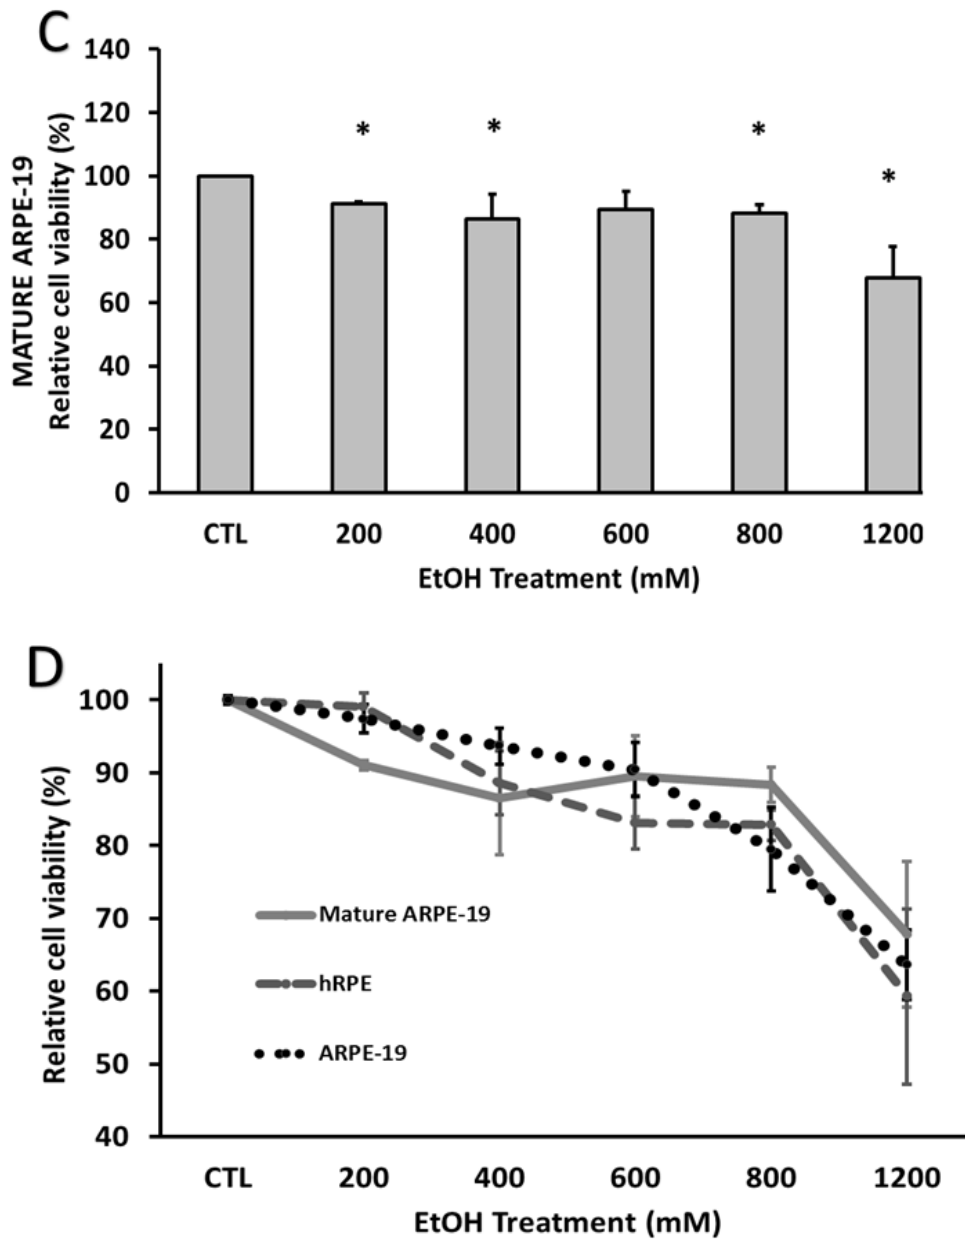 C
MATURE ARPE-19
Relative cell viability (%)
140
120
100
80
60
40
20
0
* * * *
CTL 200 400 600 800 1200
EtOH Treatment (mM)
D
Relative cell viability (%)
100
90
80
70
60
50
40
Mature ARPE-19
hRPE
ARPE-19
CTL 200 400 600 800 1200
EtOH Treatment (mM)